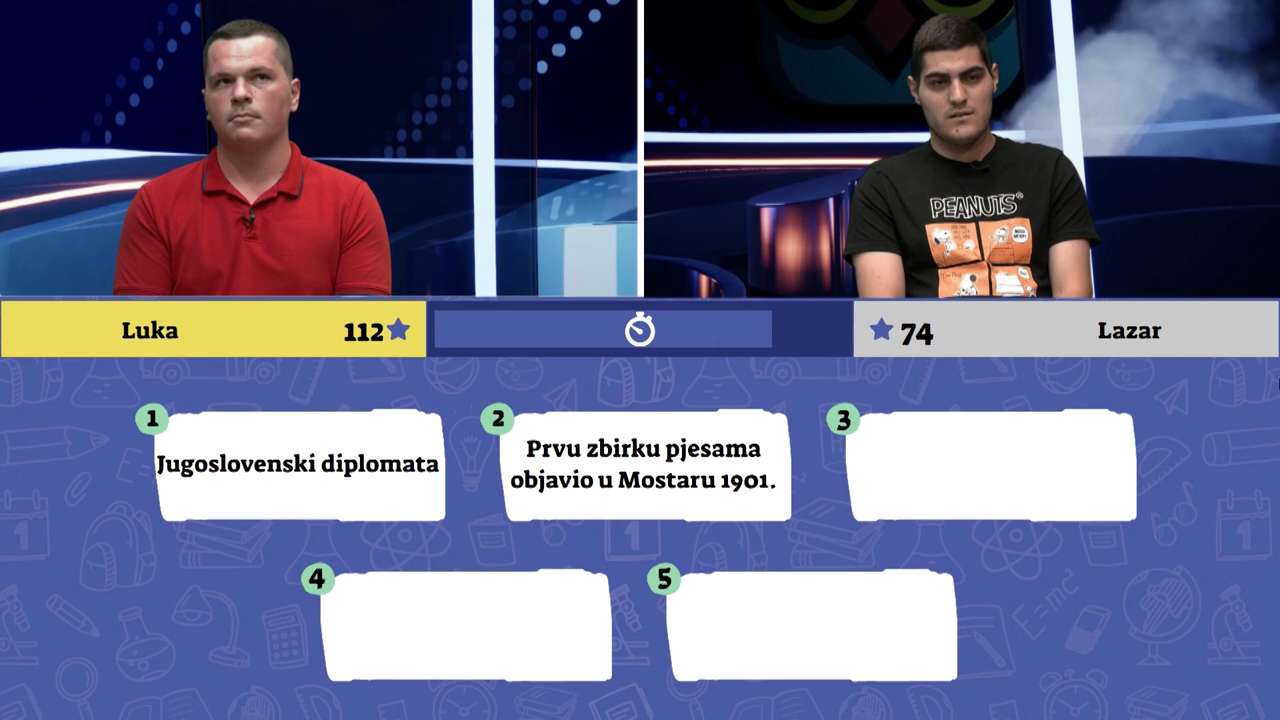 PEANUTS
Luka
112
74
Lazar
1
Jugoslovenski diplomata
2
Prvu zbirku pjesama
objavio u Mostaru 1901.
3
4
5